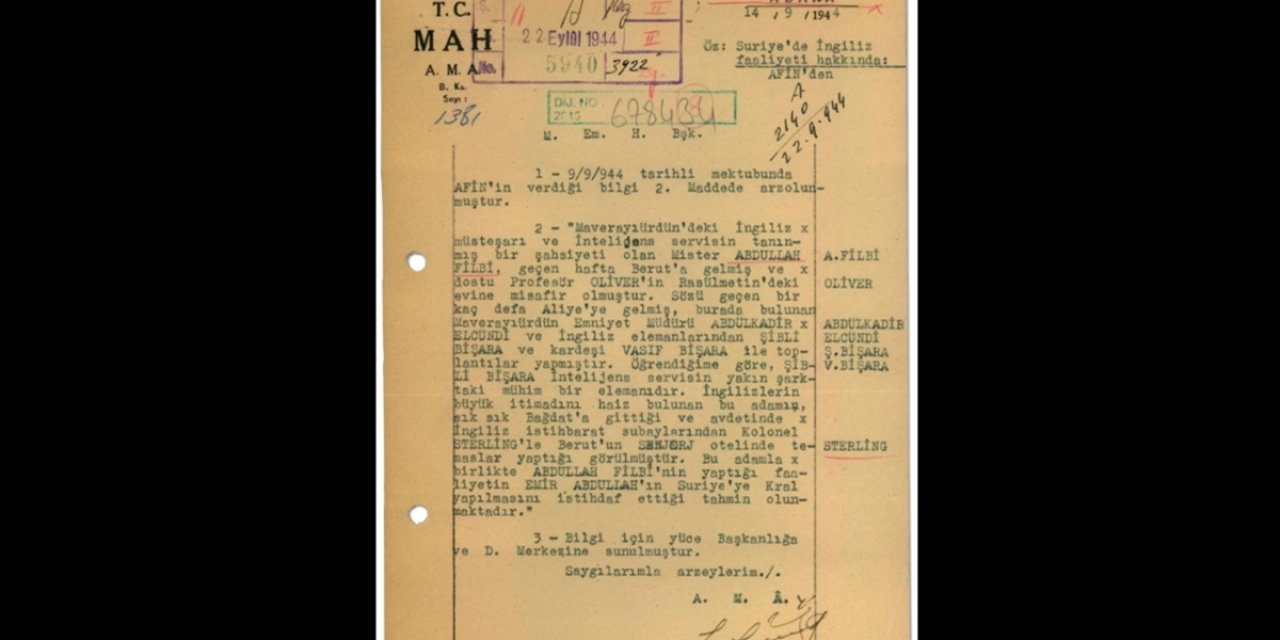 T. C.
MAH
A. M. A.
B. Ks.
Sayı :
1381
No.
22 Eylül 1944
5940 3922
II
IV
ADANA
14 / 9 / 1944
Öz: Suriye'de İngiliz
faaliyeti hakkında:
AFİN'den
A
2140
22.9.944
DİJ. NO :
678434
M. Em. H. Bşk.
1 - 9/9/944 tarihli mektubunda
AFİN'in verdiği bilgi 2. Maddede arzolun-
muştur.
2 - "Maverayıürdün'deki İngiliz x
müsteşarı ve İntelijens servisin tanın-
mış bir şahsiyeti olan Mister ABDULLAH A.FİLBİ
FİLBİ, geçen hafta Berut'a gelmiş ve x
dostu Profesör OLİVER'in Rasülmetin'deki OLİVER
evine misafir olmuştur. Sözü geçen bir
kaç defa Aliye'ye gelmiş, burada bulunan
Maverayıürdün Emniyet Müdürü ABDÜLKADİR x ABDÜLKADİR
ELCUNDİ ve İngiliz elemanlarından ŞİBLİ ELCUNDİ
BİŞARA ve kardeşi VASIF BİŞARA ile top- Ş.BİŞARA
lantılar yapmıştır. Öğrendiğime göre, ŞİB- V.BİŞARA
Lİ BİŞARA İntelijens servisin yakın şark-
taki mühim bir elemanıdır. İngilizlerin
büyük itimadını haiz bulunan bu adamın,
sık sık Bağdat'a gittiği ve avdetinde x
İngiliz istihbarat subaylarından Kolonel
STERLİNG'le Berut'un otelinde te- STERLİNG
maslar yaptığı görülmüştür. Bu adamla x
birlikte ABDULLAH FİLBİ'nin yaptığı faa-
liyetin EMİR ABDULLAH'ın Suriye'ye Kral
yapılmasını istihdaf ettiği tahmin olun-
maktadır."
3 - Bilgi için yüce Başkanlığa
ve D. Merkezine sunulmuştur.
Saygılarımla arzeylerim./.
A. M. Â.